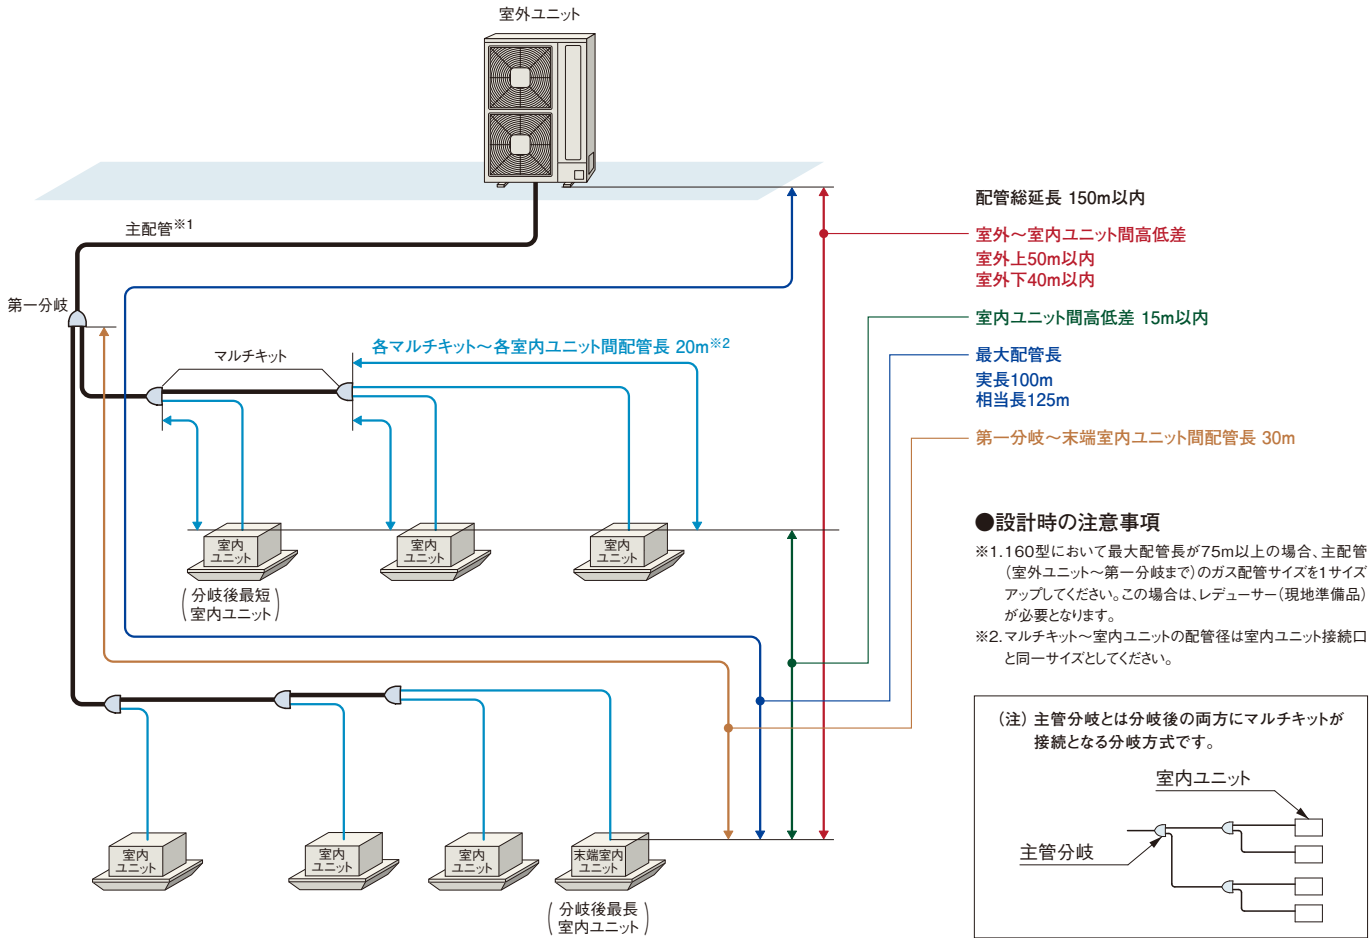 室外ユニット
主配管※1
第一分岐
マルチキット
各マルチキット～各室内ユニット間配管長 20m※2
室内
ユニット
室内
ユニット
室内
ユニット
(分岐後最短
室内ユニット)
室内
ユニット
室内
ユニット
室内
ユニット
末端室内
ユニット
(分岐後最長
室内ユニット)
配管総延長 150m以内
室外～室内ユニット間高低差
室外上50m以内
室外下40m以内
室内ユニット間高低差 15m以内
最大配管長
実長100m
相当長125m
第一分岐～末端室内ユニット間配管長 30m
●設計時の注意事項
※1.160型において最大配管長が75m以上の場合、主配管
(室外ユニット～第一分岐まで)のガス配管サイズを1サイズ
アップしてください。この場合は、レデューサー(現地準備品)
が必要となります。
※2.マルチキット～室内ユニットの配管径は室内ユニット接続口
と同一サイズとしてください。
(注) 主管分岐とは分岐後の両方にマルチキットが
接続となる分岐方式です。
室内ユニット
主管分岐